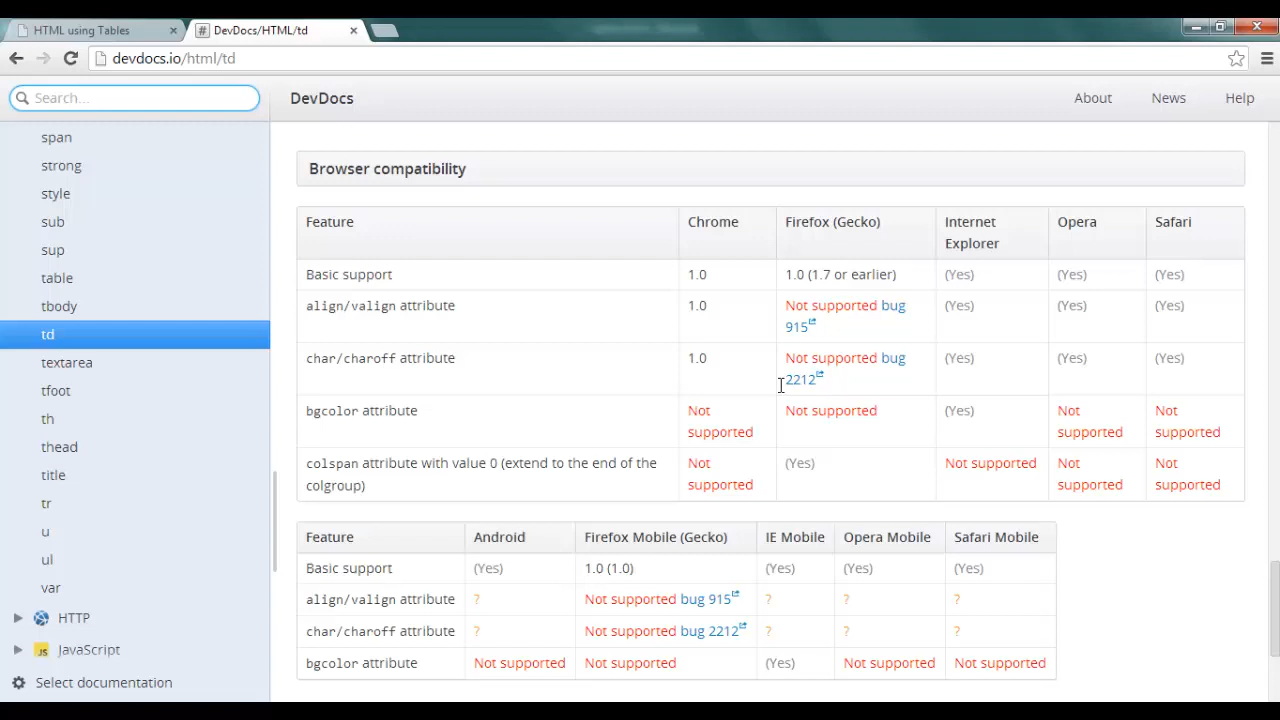 HTML using Tables × # DevDocs/HTML/td ×
devdocs.io/html/td
Search... DevDocs About News Help
span
strong
style
sub
sup
table
tbody
td
textarea
tfoot
th
thead
title
tr
u
ul
var
HTTP
JS JavaScript
Select documentation
Browser compatibility
Feature Chrome Firefox (Gecko) Internet Opera Safari
Explorer
Basic support 1.0 1.0 (1.7 or earlier) (Yes) (Yes) (Yes)
align/valign attribute 1.0 Not supported bug (Yes) (Yes) (Yes)
915
char/charoff attribute 1.0 Not supported bug (Yes) (Yes) (Yes)
2212
bgcolor attribute Not Not supported (Yes) Not Not
supported supported supported
colspan attribute with value 0 (extend to the end of the Not (Yes) Not supported Not Not
colgroup) supported supported supported
Feature Android Firefox Mobile (Gecko) IE Mobile Opera Mobile Safari Mobile
Basic support (Yes) 1.0 (1.0) (Yes) (Yes) (Yes)
align/valign attribute ? Not supported bug 915 ? ? ?
char/charoff attribute ? Not supported bug 2212 ? ? ?
bgcolor attribute Not supported Not supported (Yes) Not supported Not supported